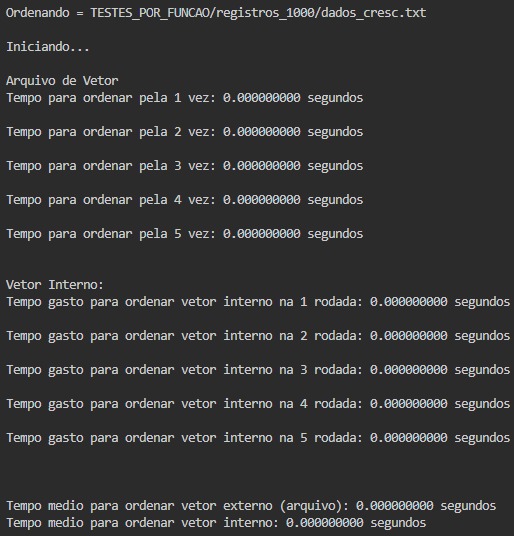 Ordenando = TESTES_POR_FUNCAO/registros_1000/dados_cresc.txt
Iniciando...
Arquivo de Vetor
Tempo para ordenar pela 1 vez: 0.000000000 segundos
Tempo para ordenar pela 2 vez: 0.000000000 segundos
Tempo para ordenar pela 3 vez: 0.000000000 segundos
Tempo para ordenar pela 4 vez: 0.000000000 segundos
Tempo para ordenar pela 5 vez: 0.000000000 segundos
Vetor Interno:
Tempo gasto para ordenar vetor interno na 1 rodada: 0.000000000 segundos
Tempo gasto para ordenar vetor interno na 2 rodada: 0.000000000 segundos
Tempo gasto para ordenar vetor interno na 3 rodada: 0.000000000 segundos
Tempo gasto para ordenar vetor interno na 4 rodada: 0.000000000 segundos
Tempo gasto para ordenar vetor interno na 5 rodada: 0.000000000 segundos
Tempo medio para ordenar vetor externo (arquivo): 0.000000000 segundos
Tempo medio para ordenar vetor interno: 0.000000000 segundos